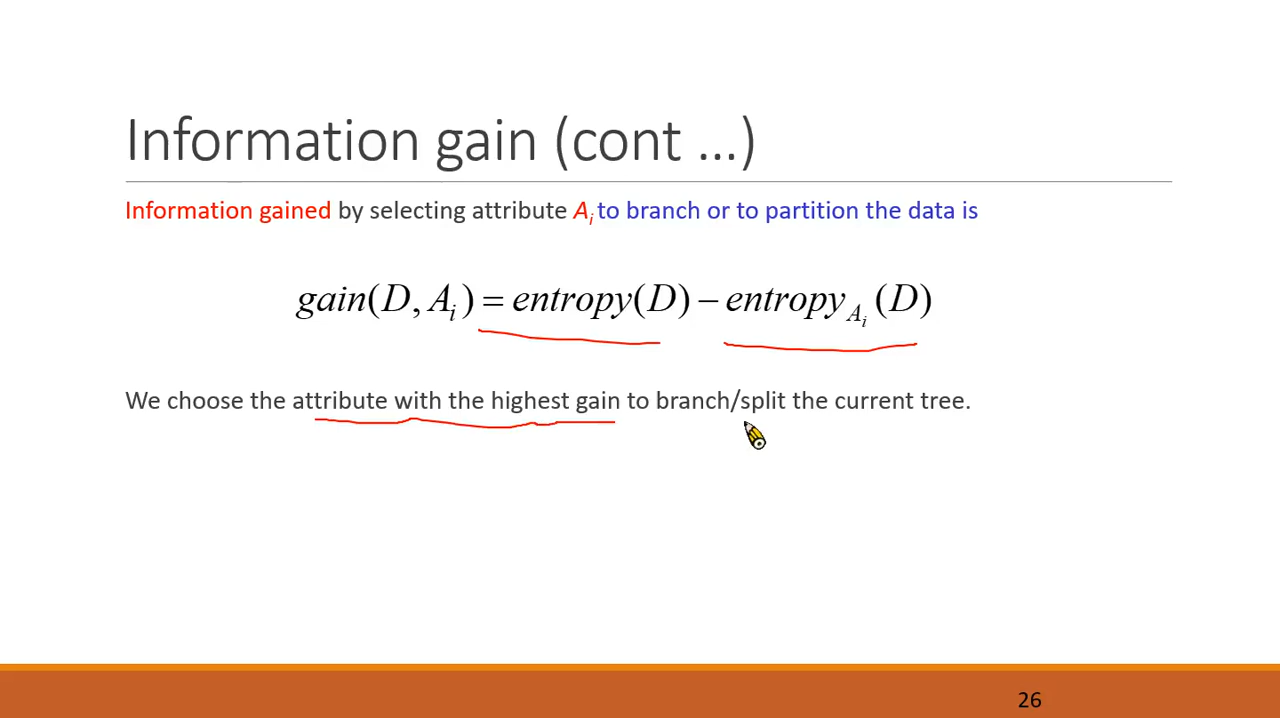 Information gain (cont ...)
Information gained by selecting attribute Ai to branch or to partition the data is
gain(D, Ai) = entropy(D) − entropyAi (D)
We choose the attribute with the highest gain to branch/split the current tree.
26